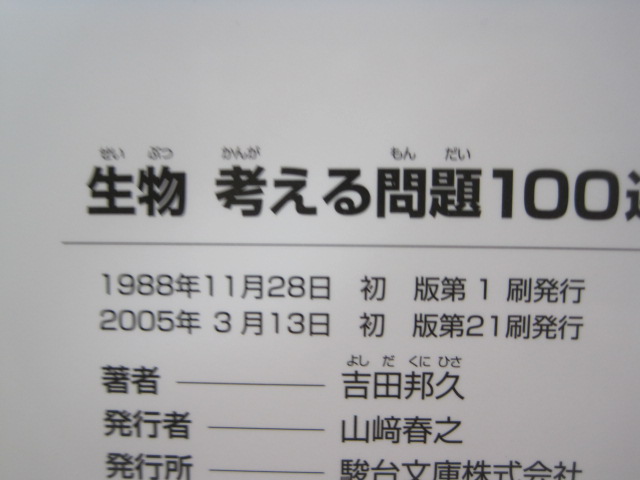 せい ぶつ かんが もん だい
生物 考える問題100選
1988年11月28日 初 版第 1 刷発行
2005年 3 月13日 初 版第21刷発行
よし だ くに ひさ
著者 吉田邦久
発行者 山﨑春之
発行所 駿台文庫株式会社